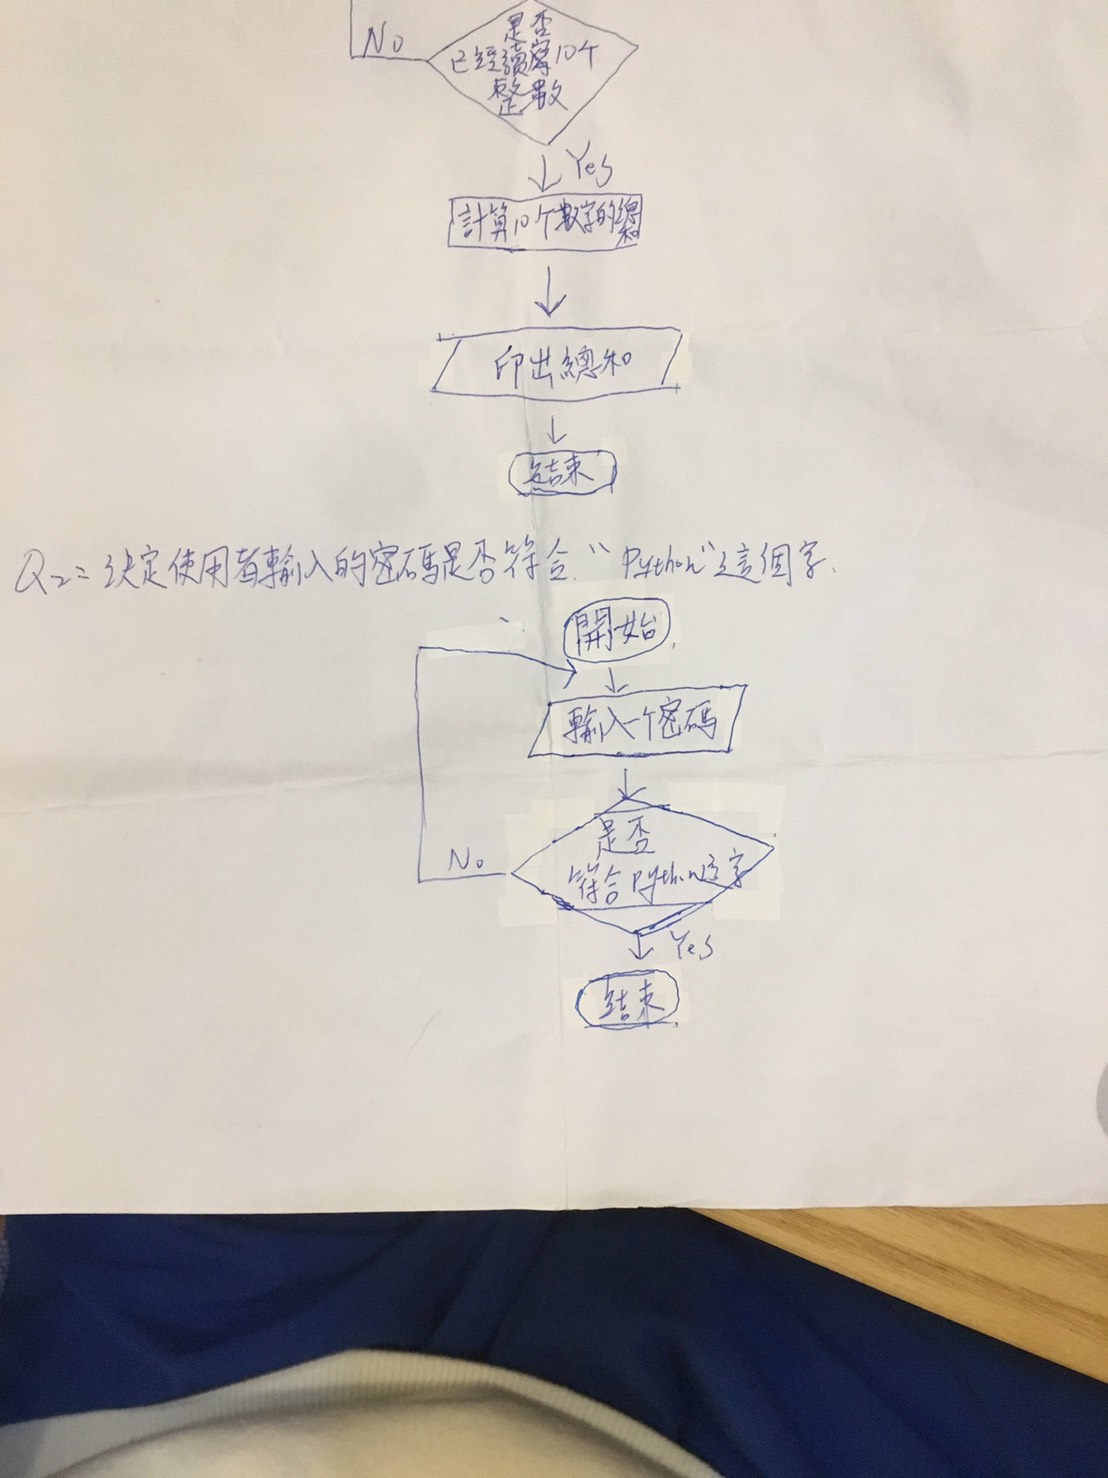 是否
No
已經讀寫10个
整數
Yes
計算10个數字的總和
印出總和
結束
Q2=決定使用者輸入的密碼是否符合“Python”這個字.
開始
輸入一个密碼
是否
No
符合Python這字
Yes
結束